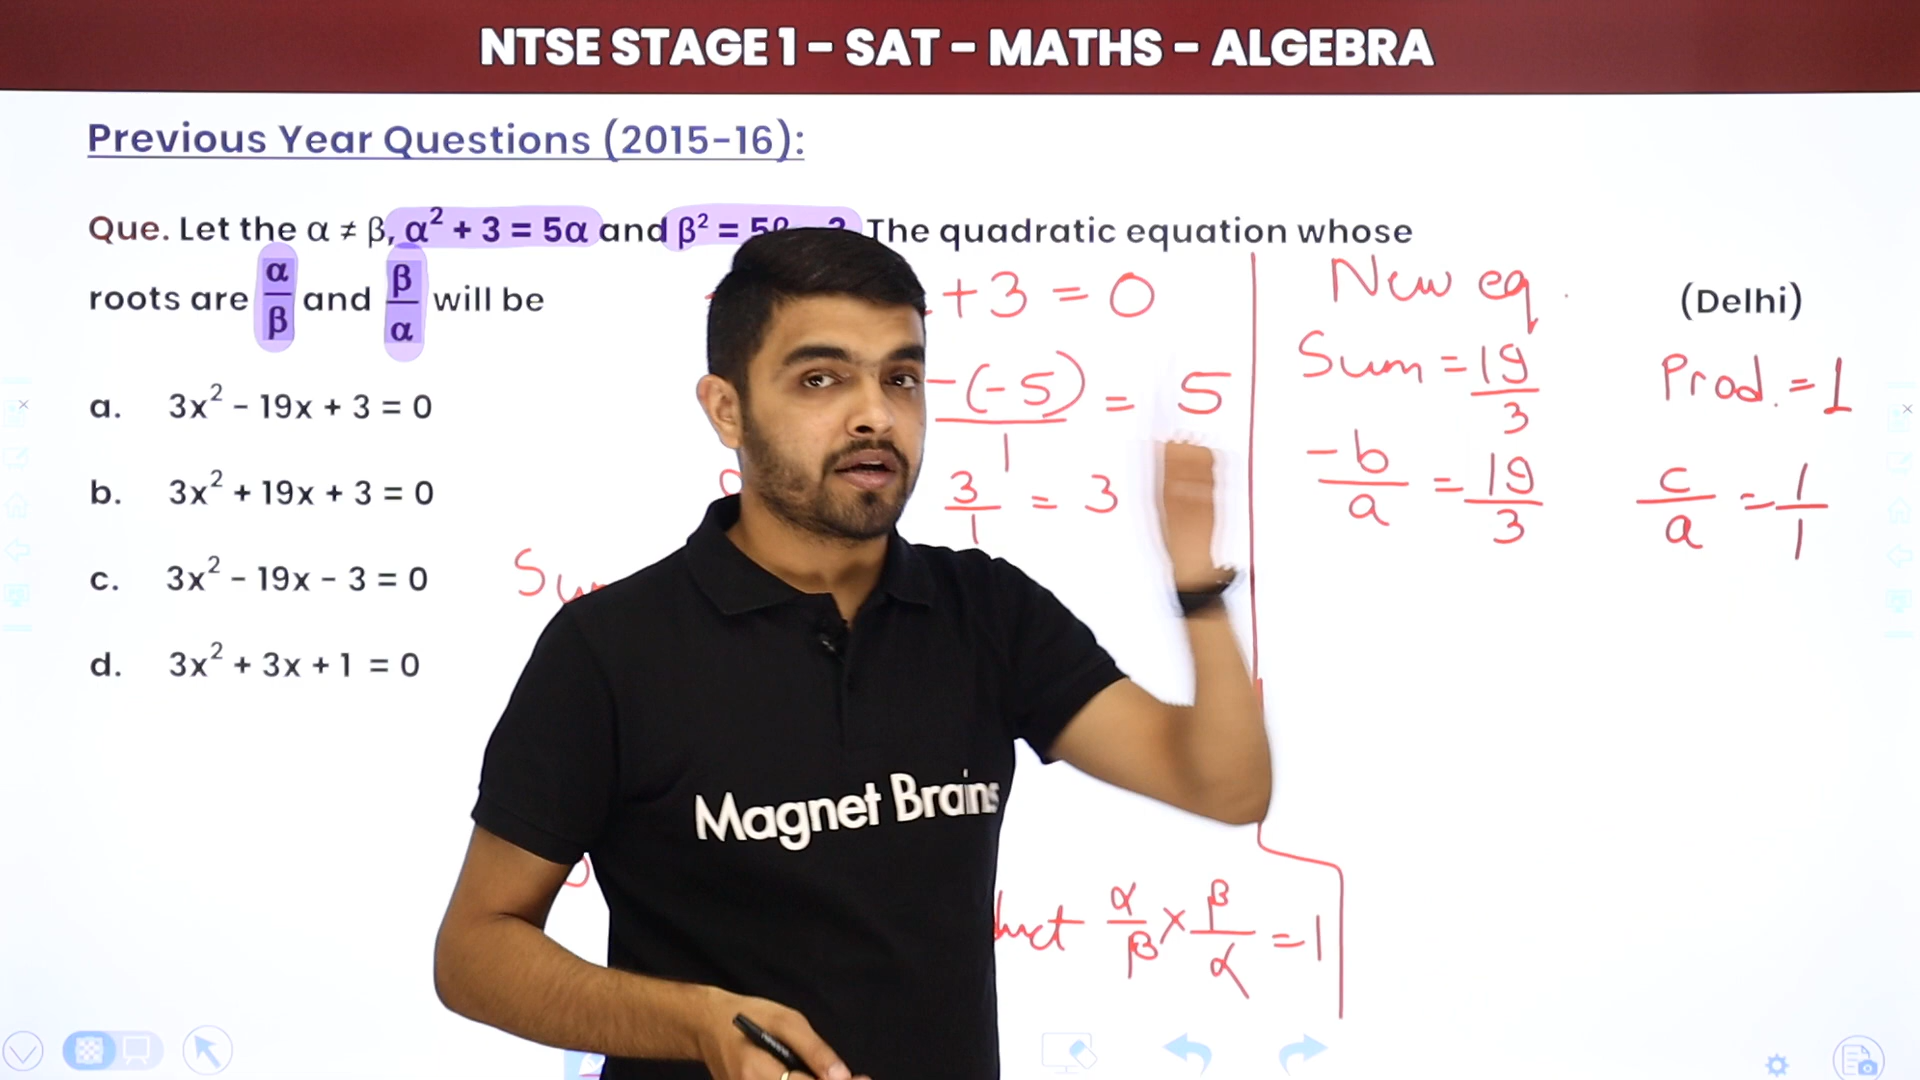 NTSE STAGE 1 – SAT – MATHS – ALGEBRA
Previous Year Questions (2015-16):
Que. Let the α ≠ β, α² + 3 = 5α and β² = 5β - 3. The quadratic equation whose
roots are α/β and β/α will be
(Delhi)
a. 3x² - 19x + 3 = 0
b. 3x² + 19x + 3 = 0
c. 3x² - 19x - 3 = 0
d. 3x² + 3x + 1 = 0
+ 3 = 0
-(-5)/1 = 5
3/1 = 3
Sum
duct α/β × β/α = 1
New eq.
Sum = 19/3 Prod. = 1
-b/a = 19/3 c/a = 1/1
Magnet Brains